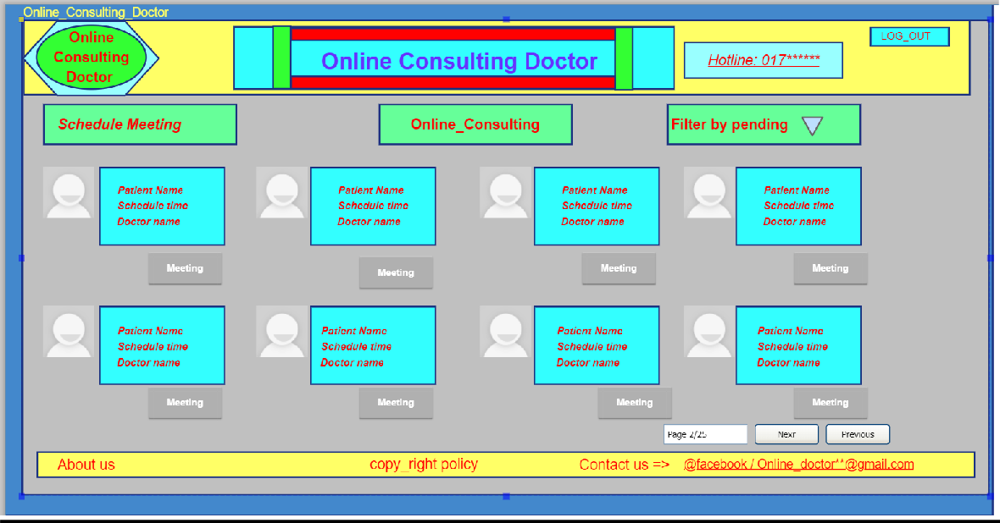 Online_Consulting_Doctor
Online
Consulting
Doctor
Online Consulting Doctor
Hotline: 017******
LOG_OUT
Schedule Meeting
Online_Consulting
Filter by pending
Patient Name
Schedule time
Doctor name
Meeting
Patient Name
Schedule time
Doctor name
Meeting
Patient Name
Schedule time
Doctor name
Meeting
Patient Name
Schedule time
Doctor name
Meeting
Patient Name
Schedule time
Doctor name
Meeting
Patient Name
Schedule time
Doctor name
Meeting
Patient Name
Schedule time
Doctor name
Meeting
Patient Name
Schedule time
Doctor name
Meeting
Page 2/25
Nexr
Previous
About us
copy_right policy
Contact us => @facebook / Online_doctor**@gmail.com